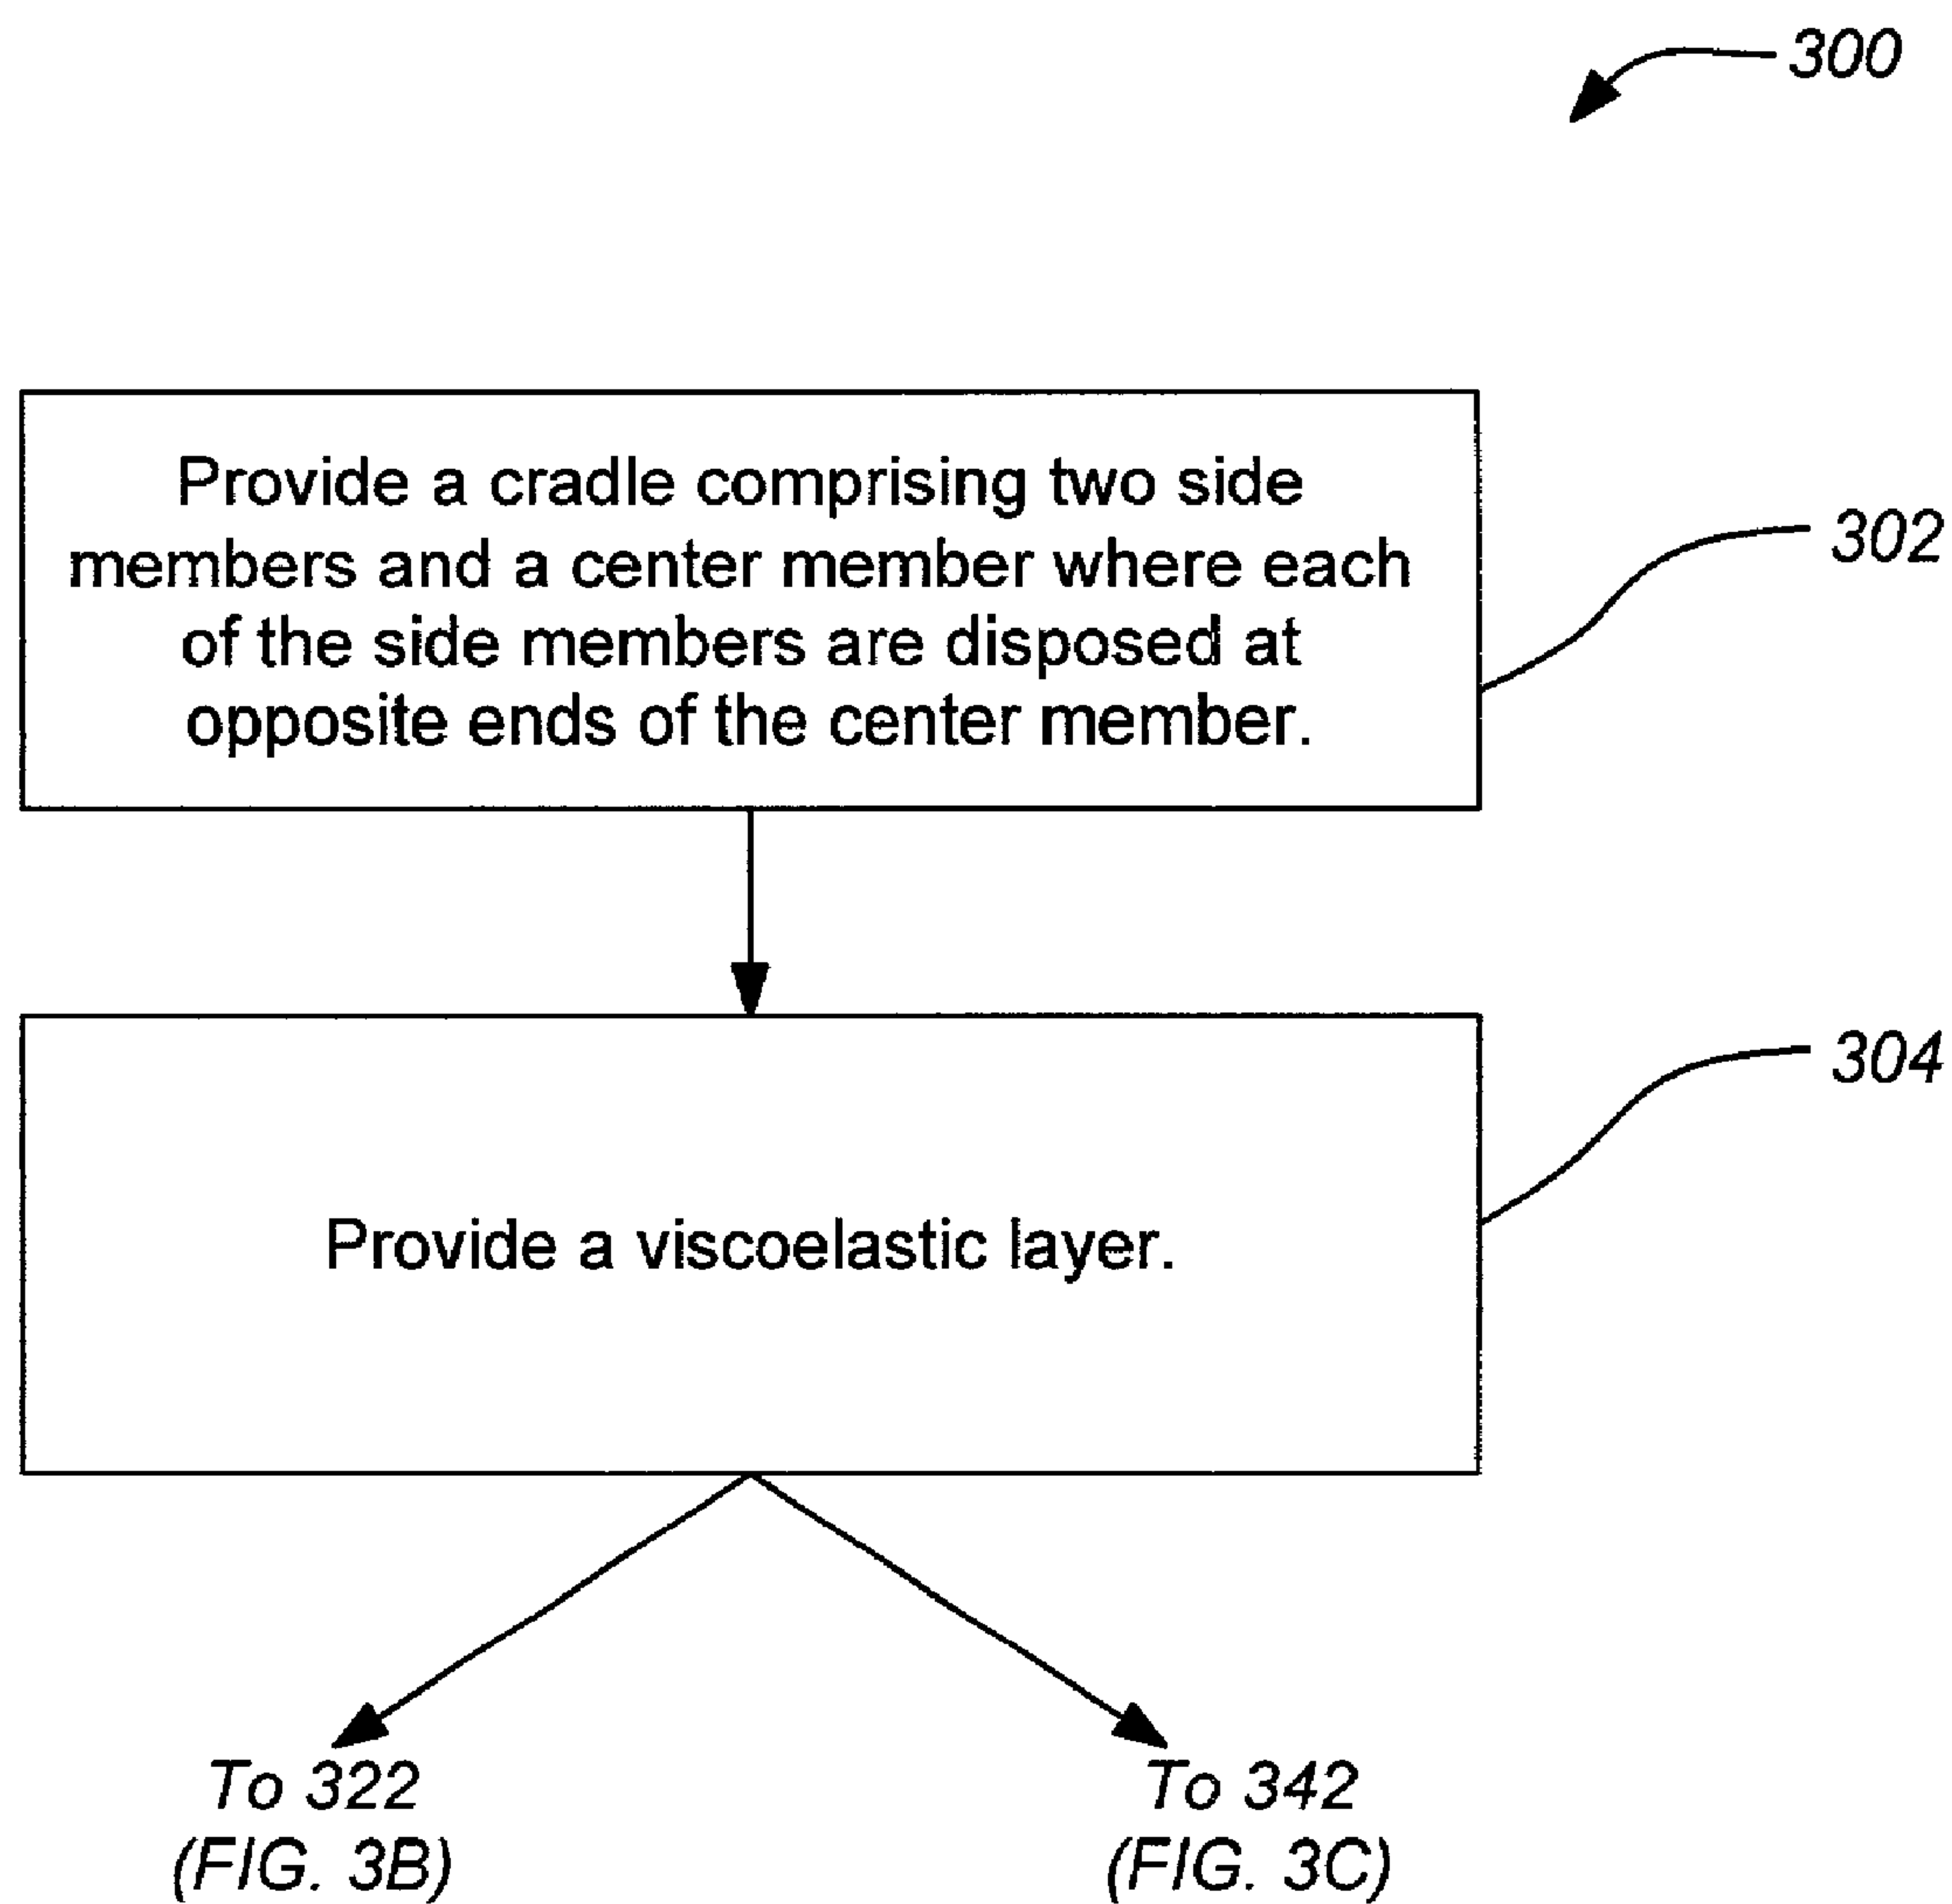 300
Provide a cradle comprising two side
members and a center member where each
of the side members are disposed at
opposite ends of the center member.
302
304
Provide a viscoelastic layer.
To 322
(FIG. 3B)
To 342
(FIG. 3C)